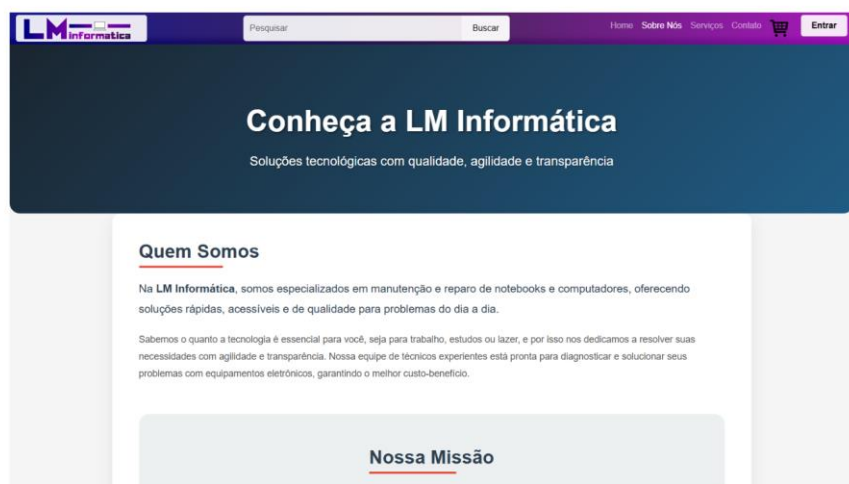 LM informatica
Pesquisar
Buscar
Home Sobre Nós Serviços Contato
Entrar
Conheça a LM Informática
Soluções tecnológicas com qualidade, agilidade e transparência
Quem Somos
Na LM Informática, somos especializados em manutenção e reparo de notebooks e computadores, oferecendo
soluções rápidas, acessíveis e de qualidade para problemas do dia a dia.
Sabemos o quanto a tecnologia é essencial para você, seja para trabalho, estudos ou lazer, e por isso nos dedicamos a resolver suas
necessidades com agilidade e transparência. Nossa equipe de técnicos experientes está pronta para diagnosticar e solucionar seus
problemas com equipamentos eletrônicos, garantindo o melhor custo-benefício.
Nossa Missão